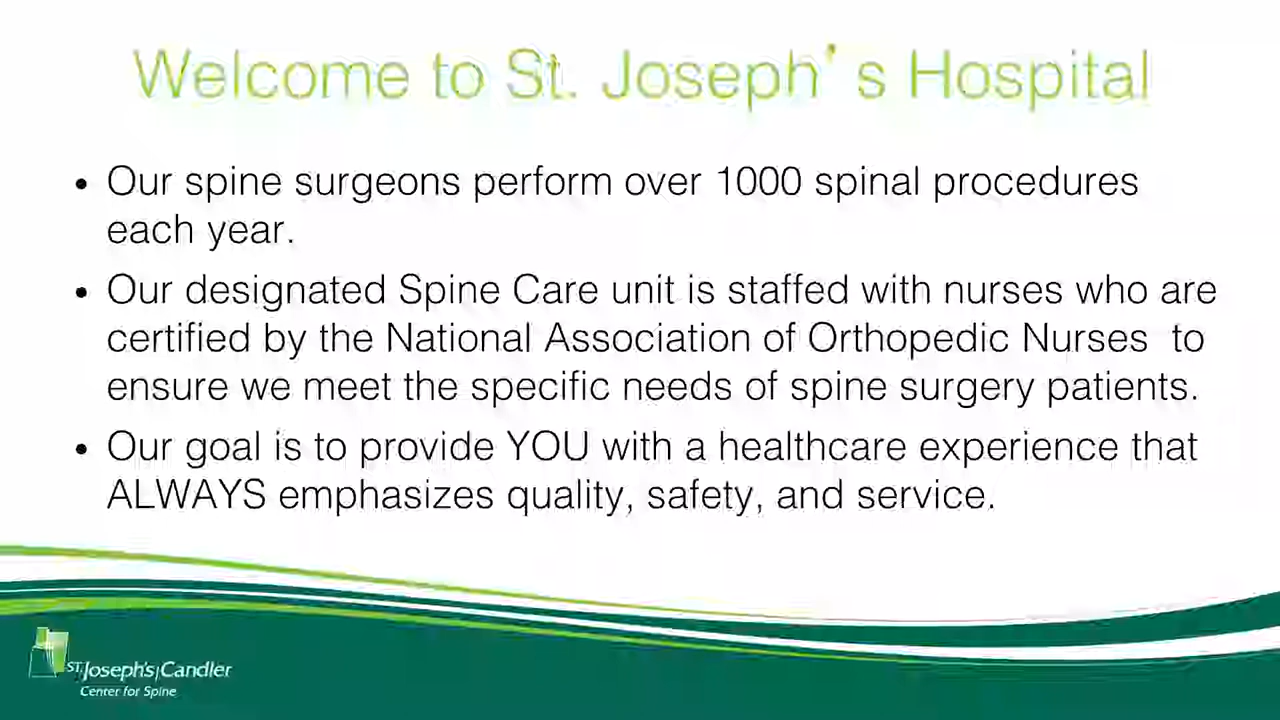 Welcome to St. Joseph’s Hospital
• Our spine surgeons perform over 1000 spinal procedures
each year.
• Our designated Spine Care unit is staffed with nurses who are
certified by the National Association of Orthopedic Nurses  to
ensure we meet the specific needs of spine surgery patients.
• Our goal is to provide YOU with a healthcare experience that
ALWAYS emphasizes quality, safety, and service.
ST. Joseph's|Candler
Center for Spine